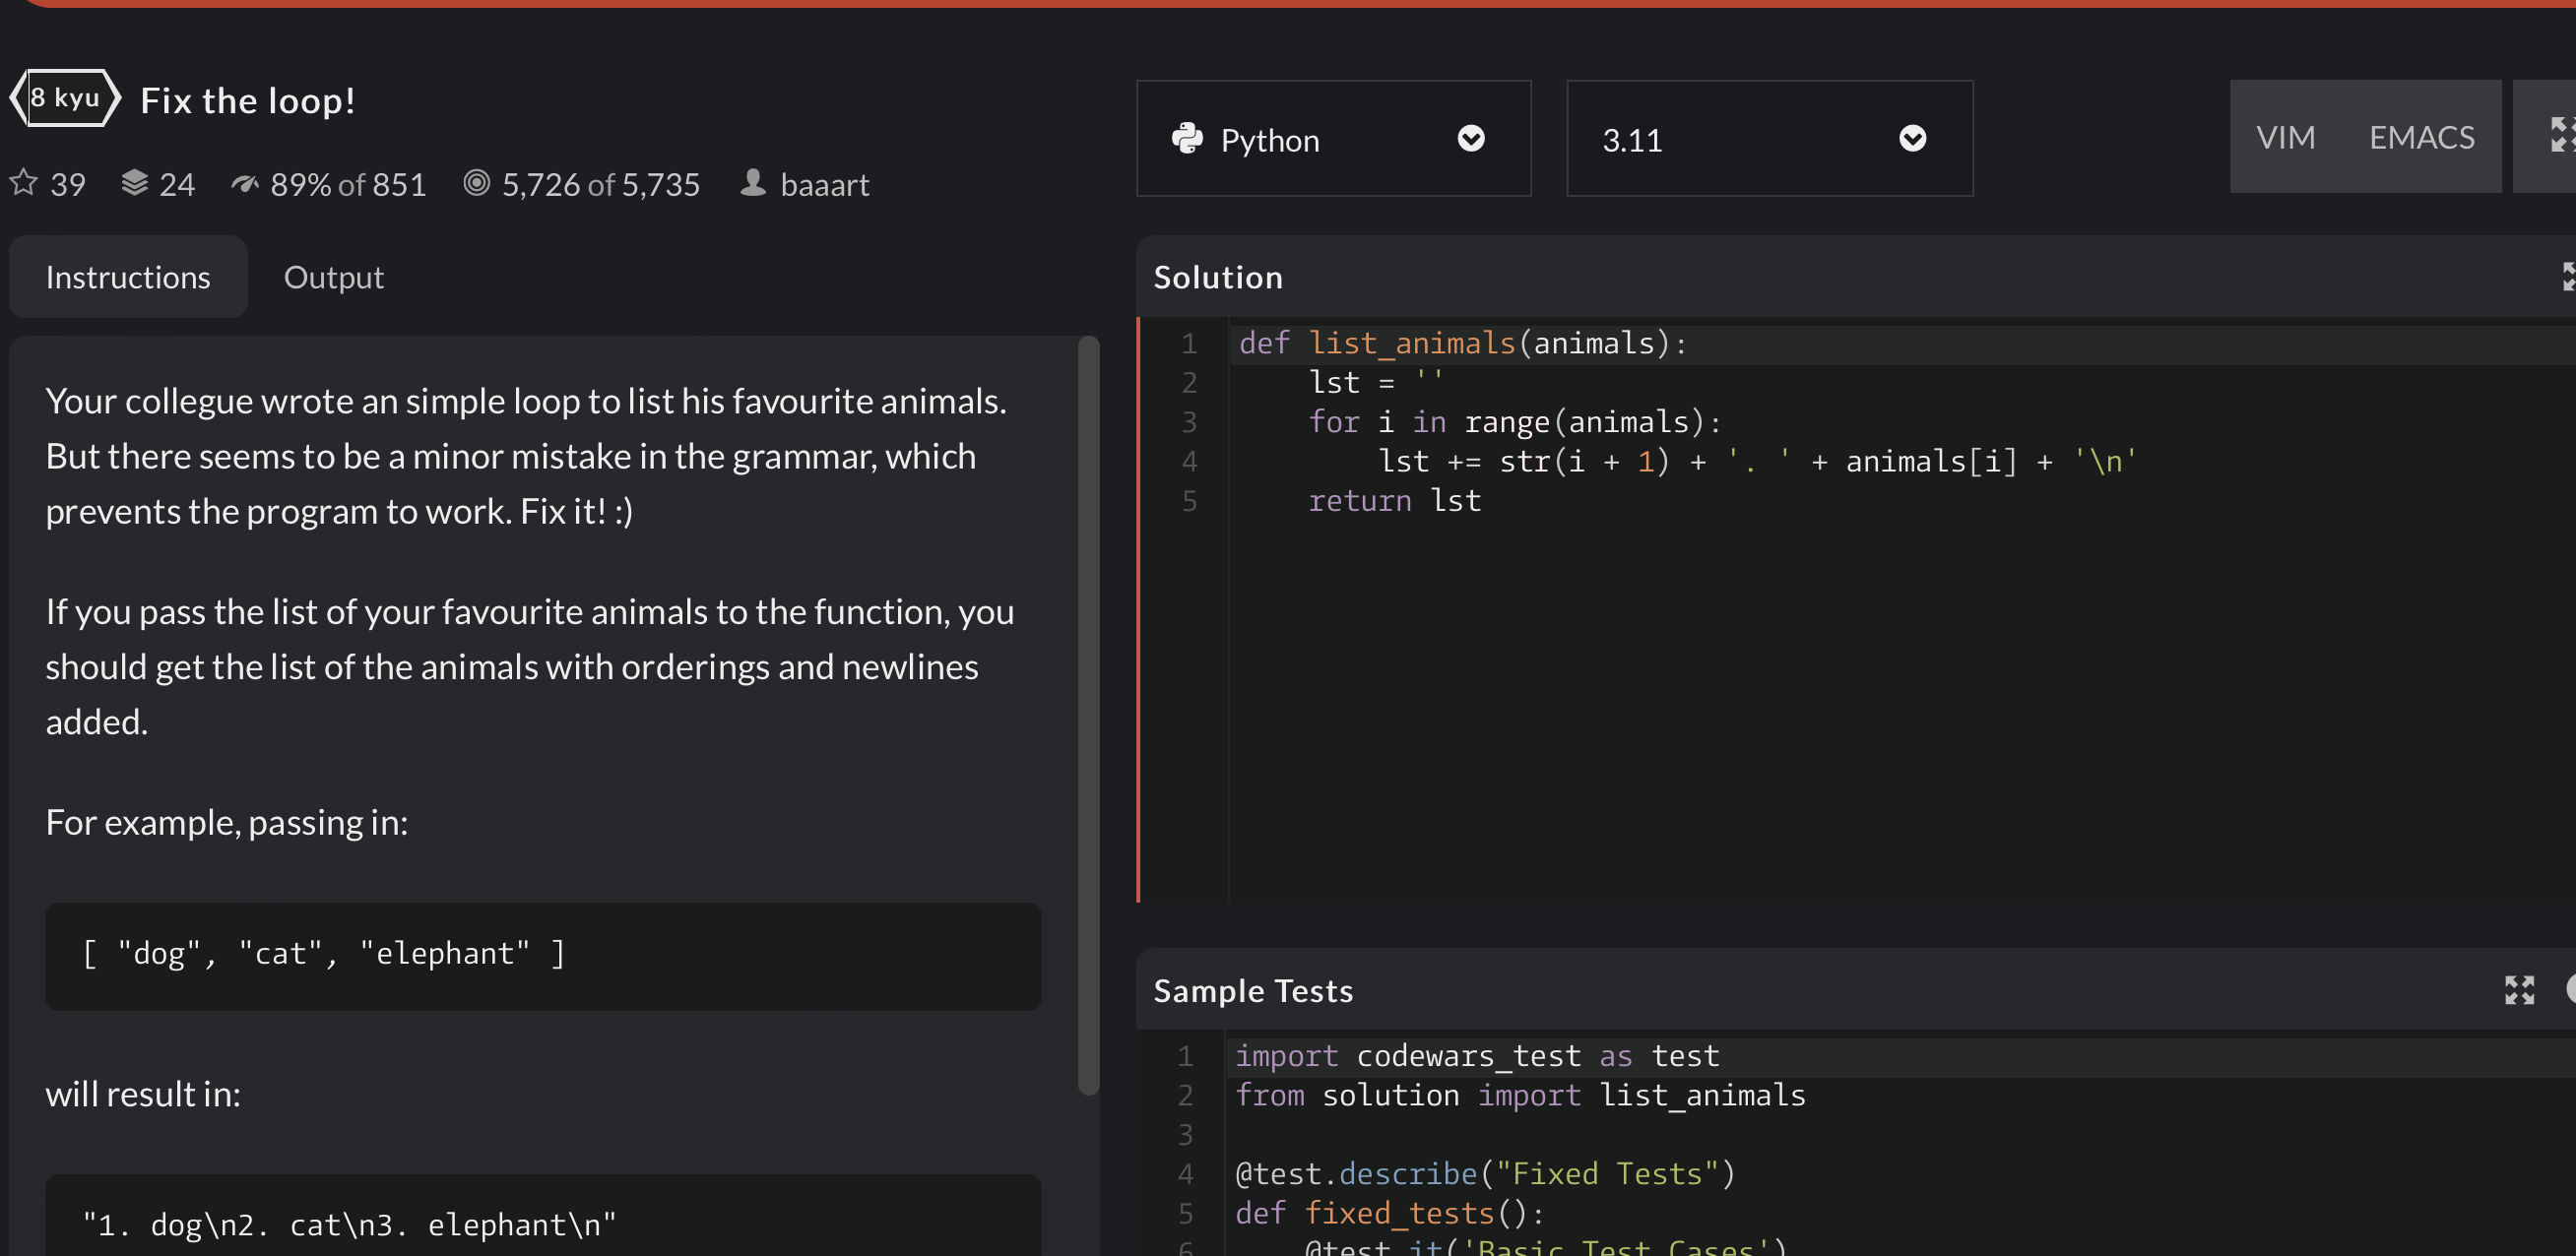 8 kyu Fix the loop!
39 24 89% of 851 5,726 of 5,735 baaart
Instructions Output
Your collegue wrote an simple loop to list his favourite animals.
But there seems to be a minor mistake in the grammar, which
prevents the program to work. Fix it! :)
If you pass the list of your favourite animals to the function, you
should get the list of the animals with orderings and newlines
added.
For example, passing in:
[ "dog", "cat", "elephant" ]
will result in:
"1. dog\n2. cat\n3. elephant\n"
Python 3.11 VIM EMACS
Solution
1 def list_animals(animals):
2     lst = ''
3     for i in range(animals):
4         lst += str(i + 1) + '. ' + animals[i] + '\n'
5     return lst
Sample Tests
1 import codewars_test as test
2 from solution import list_animals
3
4 @test.describe("Fixed Tests")
5 def fixed_tests():
6     @test.it('Basic Test Cases')